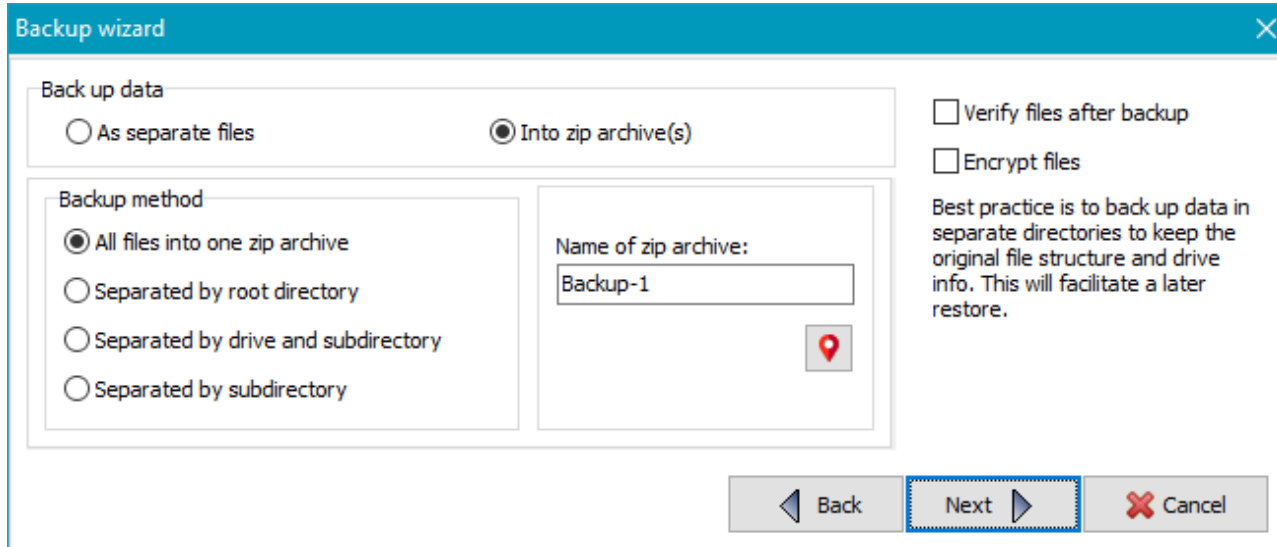 Backup wizard
Back up data
As separate files
Into zip archive(s)
Backup method
All files into one zip archive
Separated by root directory
Separated by drive and subdirectory
Separated by subdirectory
Name of zip archive:
Backup-1
Verify files after backup
Encrypt files
Best practice is to back up data in
separate directories to keep the
original file structure and drive
info. This will facilitate a later
restore.
Back
Next
Cancel